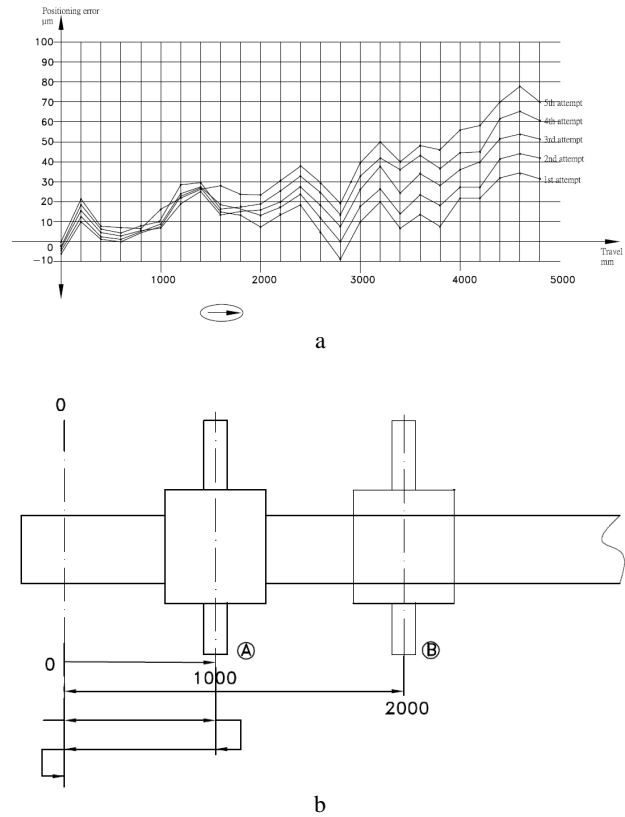 Positioning error
μm
100
90
80
70
60
50
40
30
20
10
0
−10
5th attempt
4th attempt
3rd attempt
2nd attempt
1st attempt
Travel
mm
1000 2000 3000 4000 5000
a
0
A B
0
1000
2000
b